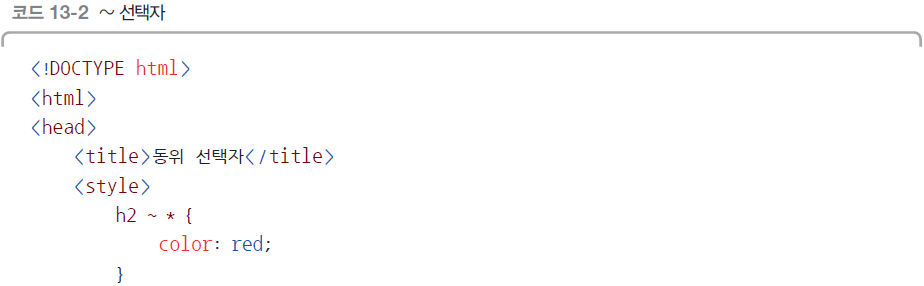 코드 13-2 ～ 선택자
<!DOCTYPE html>
<html>
<head>
<title>동위 선택자</title>
<style>
h2 ~ * {
color: red;
}